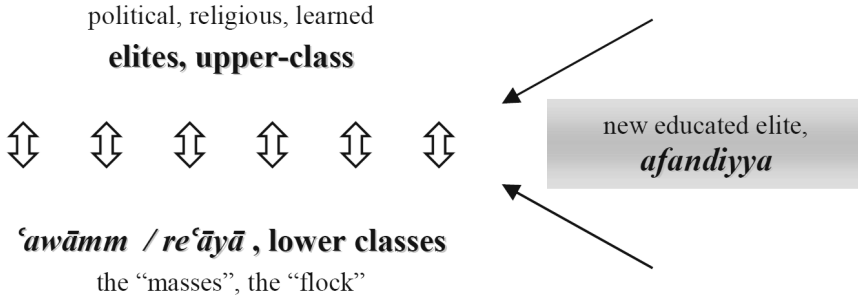 political, religious, learned
elites, upper-class
new educated elite,
afandiyya
ʿawāmm / reʿāyā , lower classes
the “masses”, the “flock”